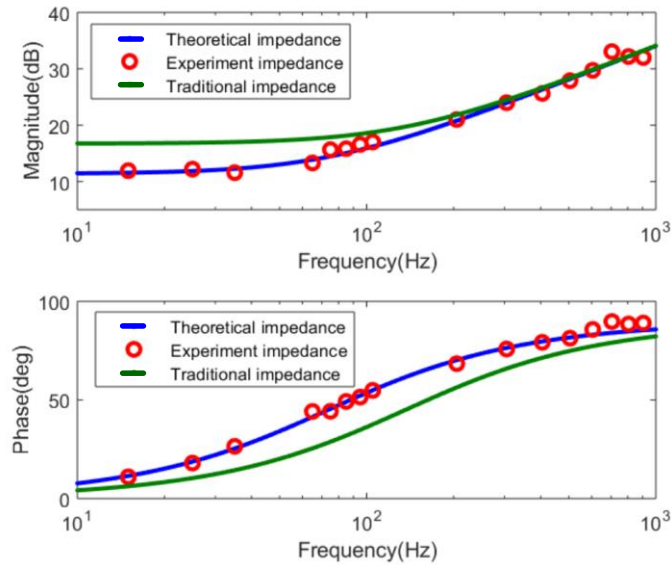 40
30
20
10
Magnitude(dB)
Theoretical impedance
Experiment impedance
Traditional impedance
10^1
10^2
10^3
Frequency(Hz)
100
50
0
Phase(deg)
Theoretical impedance
Experiment impedance
Traditional impedance
10^1
10^2
10^3
Frequency(Hz)